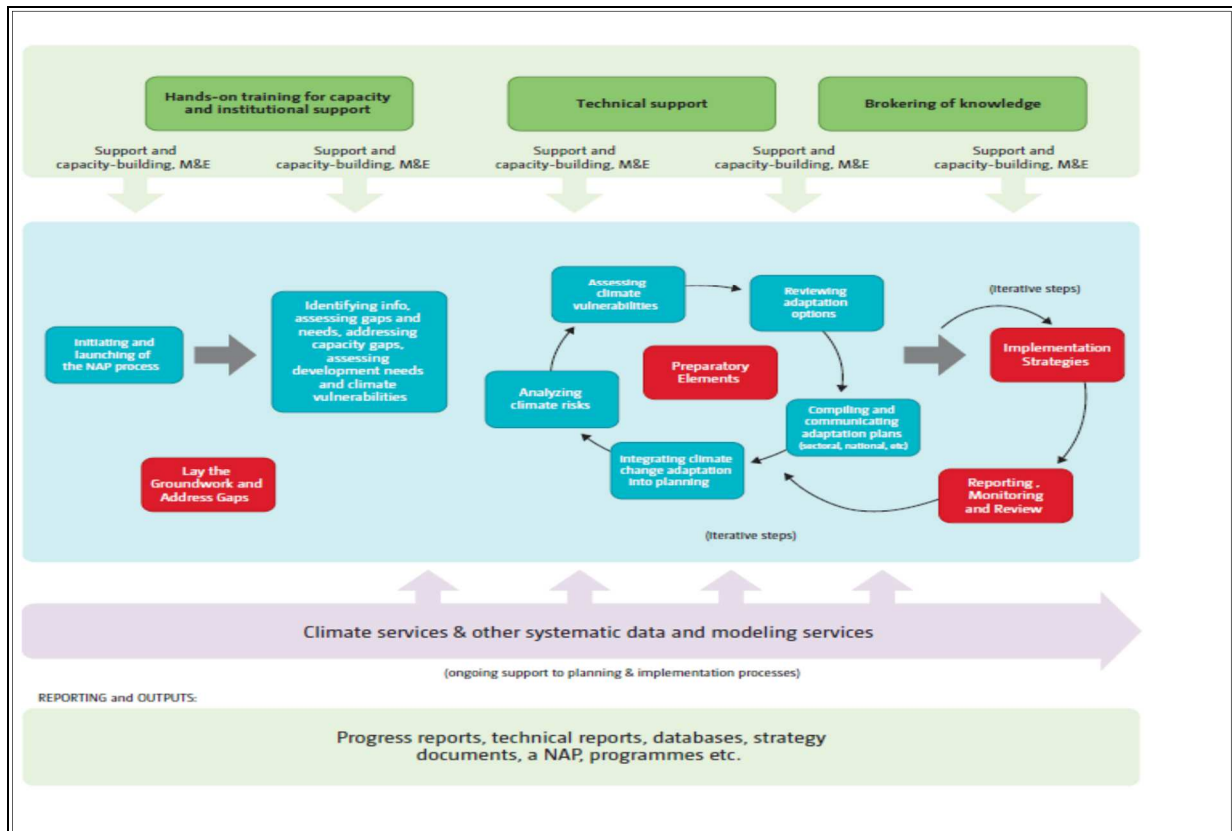 Hands-on training for capacity
and institutional support
Technical support
Brokering of knowledge
Support and
capacity-building, M&E
Support and
capacity-building, M&E
Support and
capacity-building, M&E
Support and
capacity-building, M&E
Support and
capacity-building, M&E
Initiating and
launching of
the NAP process
Identifying info,
assessing gaps and
needs, addressing
capacity gaps,
assessing
development needs
and climate
vulnerabilities
Lay the
Groundwork and
Address Gaps
Assessing
climate
vulnerabilities
Reviewing
adaptation
options
Preparatory
Elements
Analyzing
climate risks
Compiling and
communicating
adaptation plans
(sectoral, national, etc)
Integrating climate
change adaptation
into planning
(Iterative steps)
Implementation
Strategies
Reporting ,
Monitoring
and Review
(Iterative steps)
Climate services & other systematic data and modeling services
(ongoing support to planning & implementation processes)
REPORTING and OUTPUTS:
Progress reports, technical reports, databases, strategy
documents, a NAP, programmes etc.